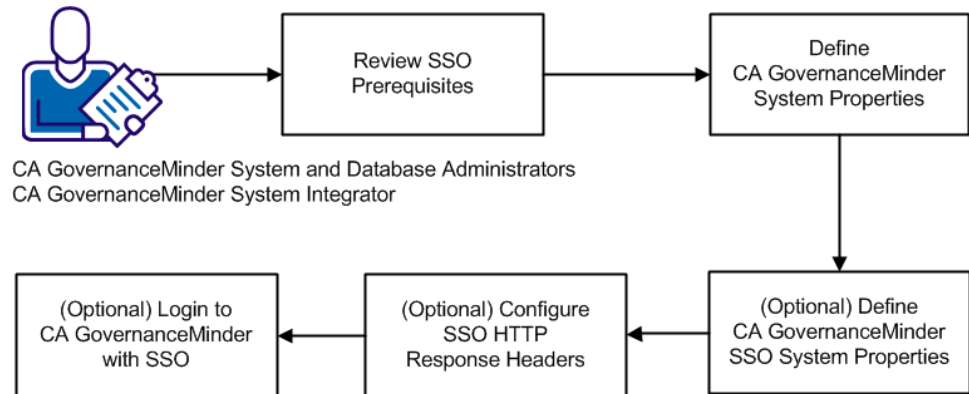 Review SSO
Prerequisites
Define
CA GovernanceMinder
System Properties
CA GovernanceMinder System and Database Administrators
CA GovernanceMinder System Integrator
(Optional) Define
CA GovernanceMinder
SSO System Properties
(Optional) Configure
SSO HTTP
Response Headers
(Optional) Login to
CA GovernanceMinder
with SSO